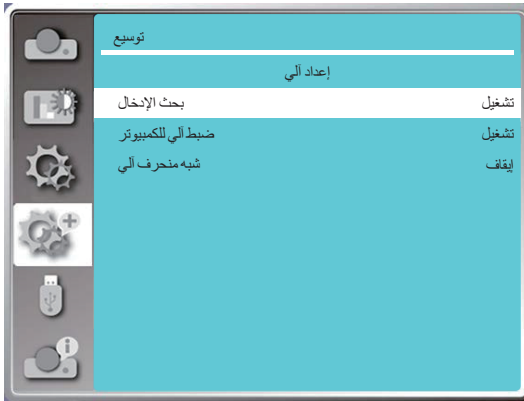 توسيع
إعداد آلي
بحث الإدخال تشغيل
ضبط آلي للكمبيوتر تشغيل
شبه منحرف آلي إيقاف